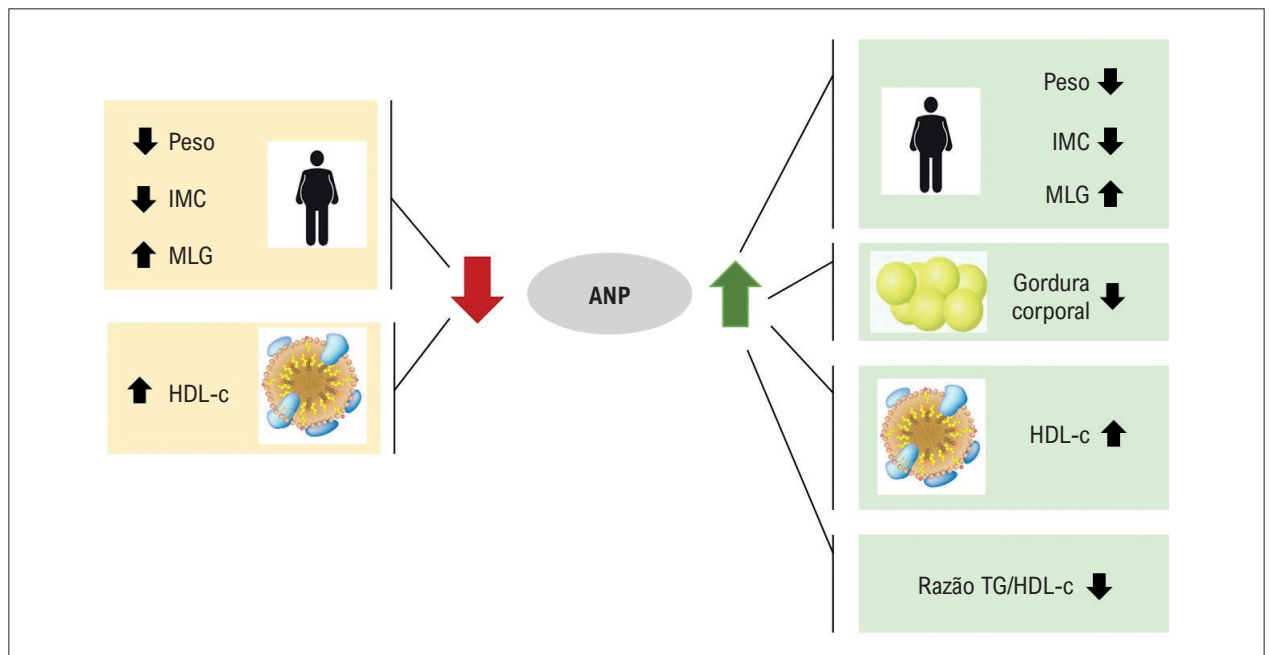 Peso
IMC
MLG
HDL-c
ANP
Peso
IMC
MLG
Gordura
corporal
HDL-c
Razão TG/HDL-c